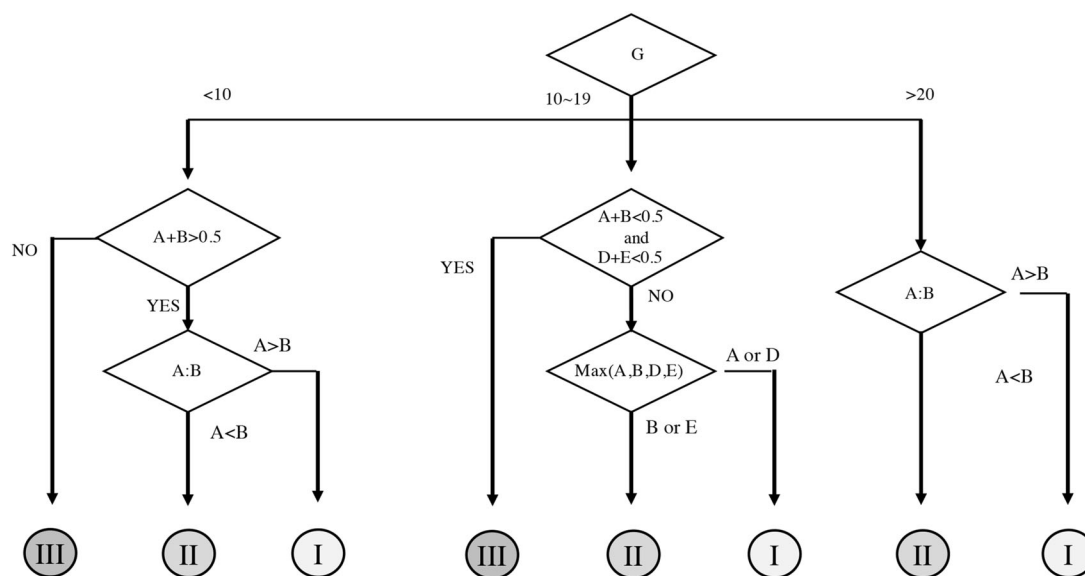 G
<10
10~19
>20
A+B>0.5
NO
YES
A:B
A>B
A<B
A+B<0.5
and
D+E<0.5
YES
NO
Max(A,B,D,E)
A or D
B or E
A:B
A>B
A<B
III
II
I
III
II
I
II
I